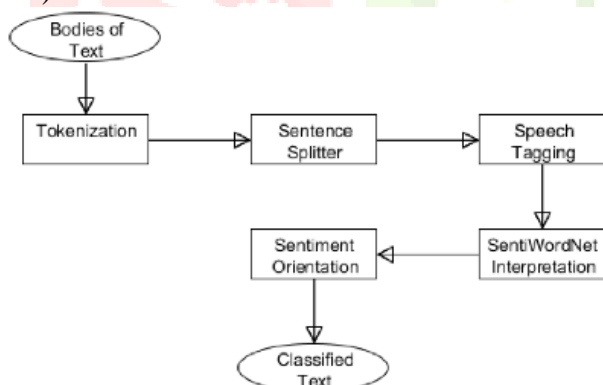 Bodies of
Text
Tokenization
Sentence
Splitter
Speech
Tagging
SentiWordNet
Interpretation
Sentiment
Orientation
Classified
Text